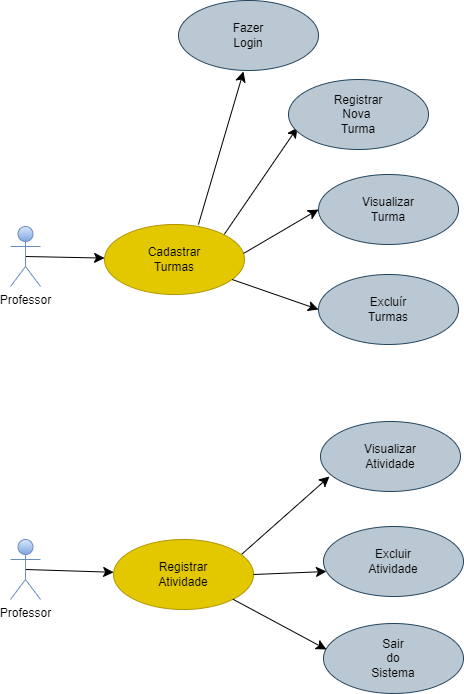 Fazer
Login
Registrar
Nova
Turma
Visualizar
Turma
Cadastrar
Turmas
Professor
Excluír
Turmas
Visualizar
Atividade
Excluir
Atividade
Registrar
Atividade
Professor
Sair
do
Sistema